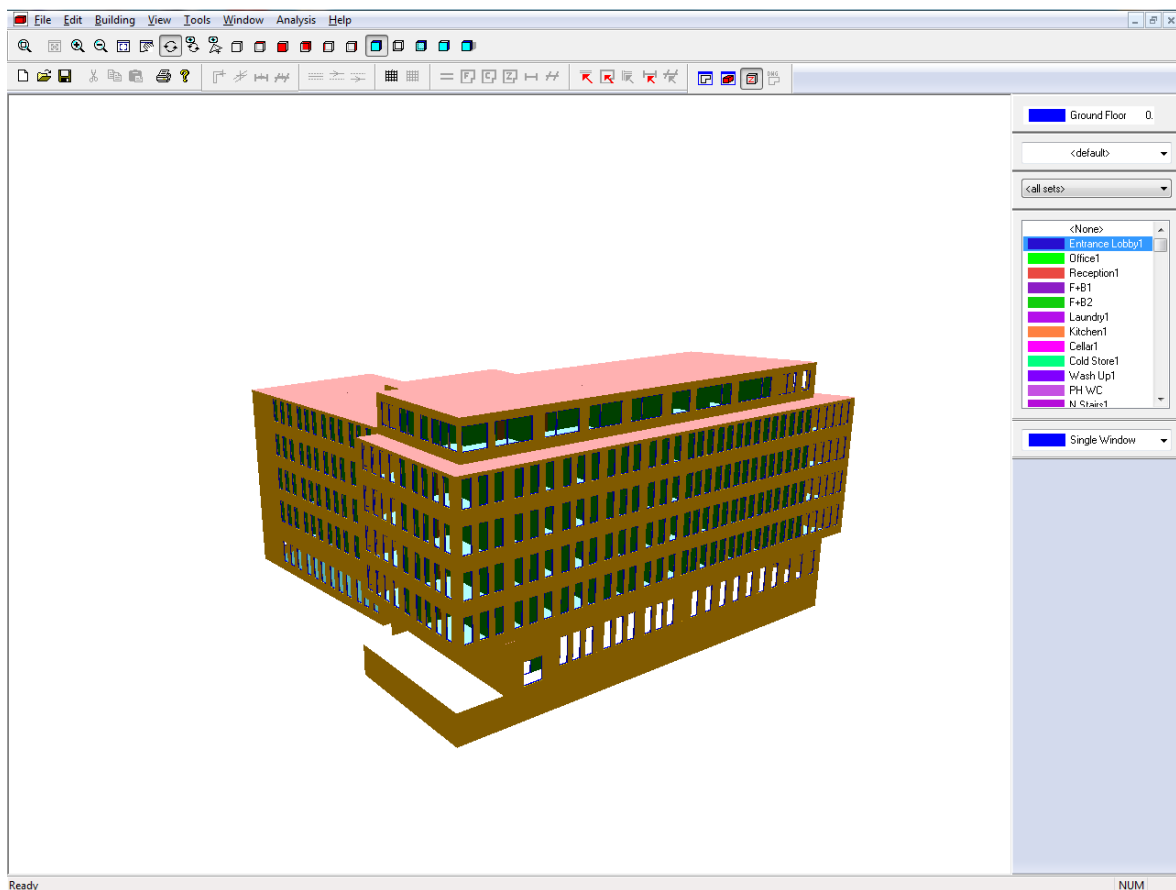 File Edit Building View Tools Window Analysis Help
Ground Floor 0.
<default>
<all sets>
<None>
Entrance Lobby1
Office1
Reception1
F+B1
F+B2
Laundry1
Kitchen1
Cellar1
Cold Store1
Wash Up1
PH WC
N Stairs1
Single Window
Ready NUM